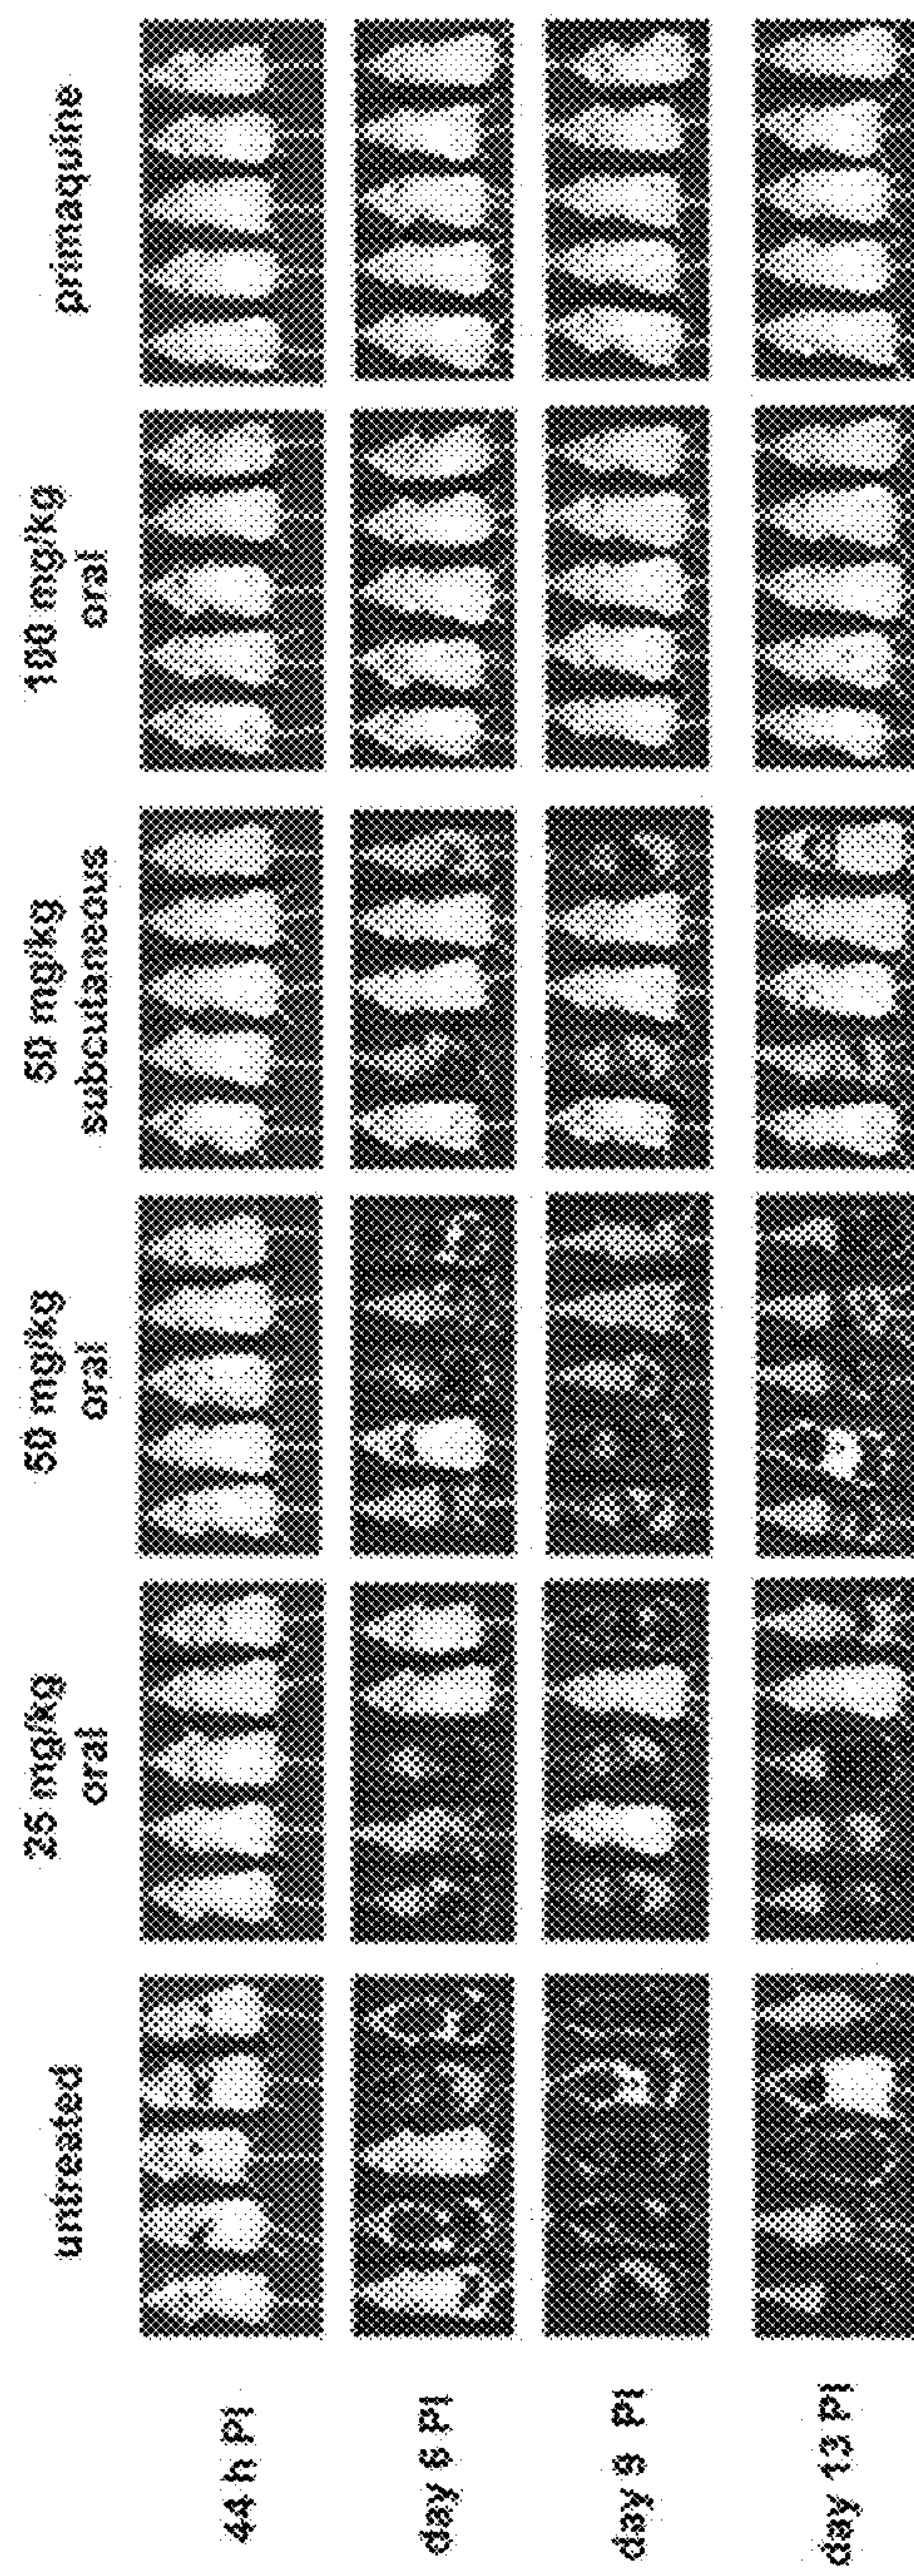 untreated
25 mg/kg
oral
50 mg/kg
oral
50 mg/kg
subcutaneous
100 mg/kg
oral
primaquine
44 h PI
day 6 PI
day 9 PI
day 13 PI